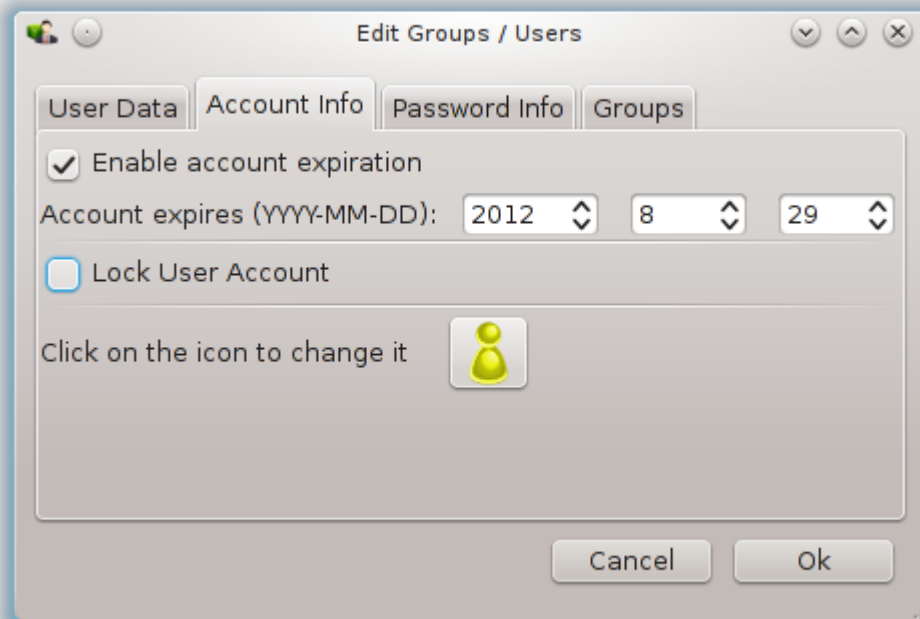 Edit Groups / Users
User Data Account Info Password Info Groups
Enable account expiration
Account expires (YYYY-MM-DD): 2012 8 29
Lock User Account
Click on the icon to change it
Cancel Ok